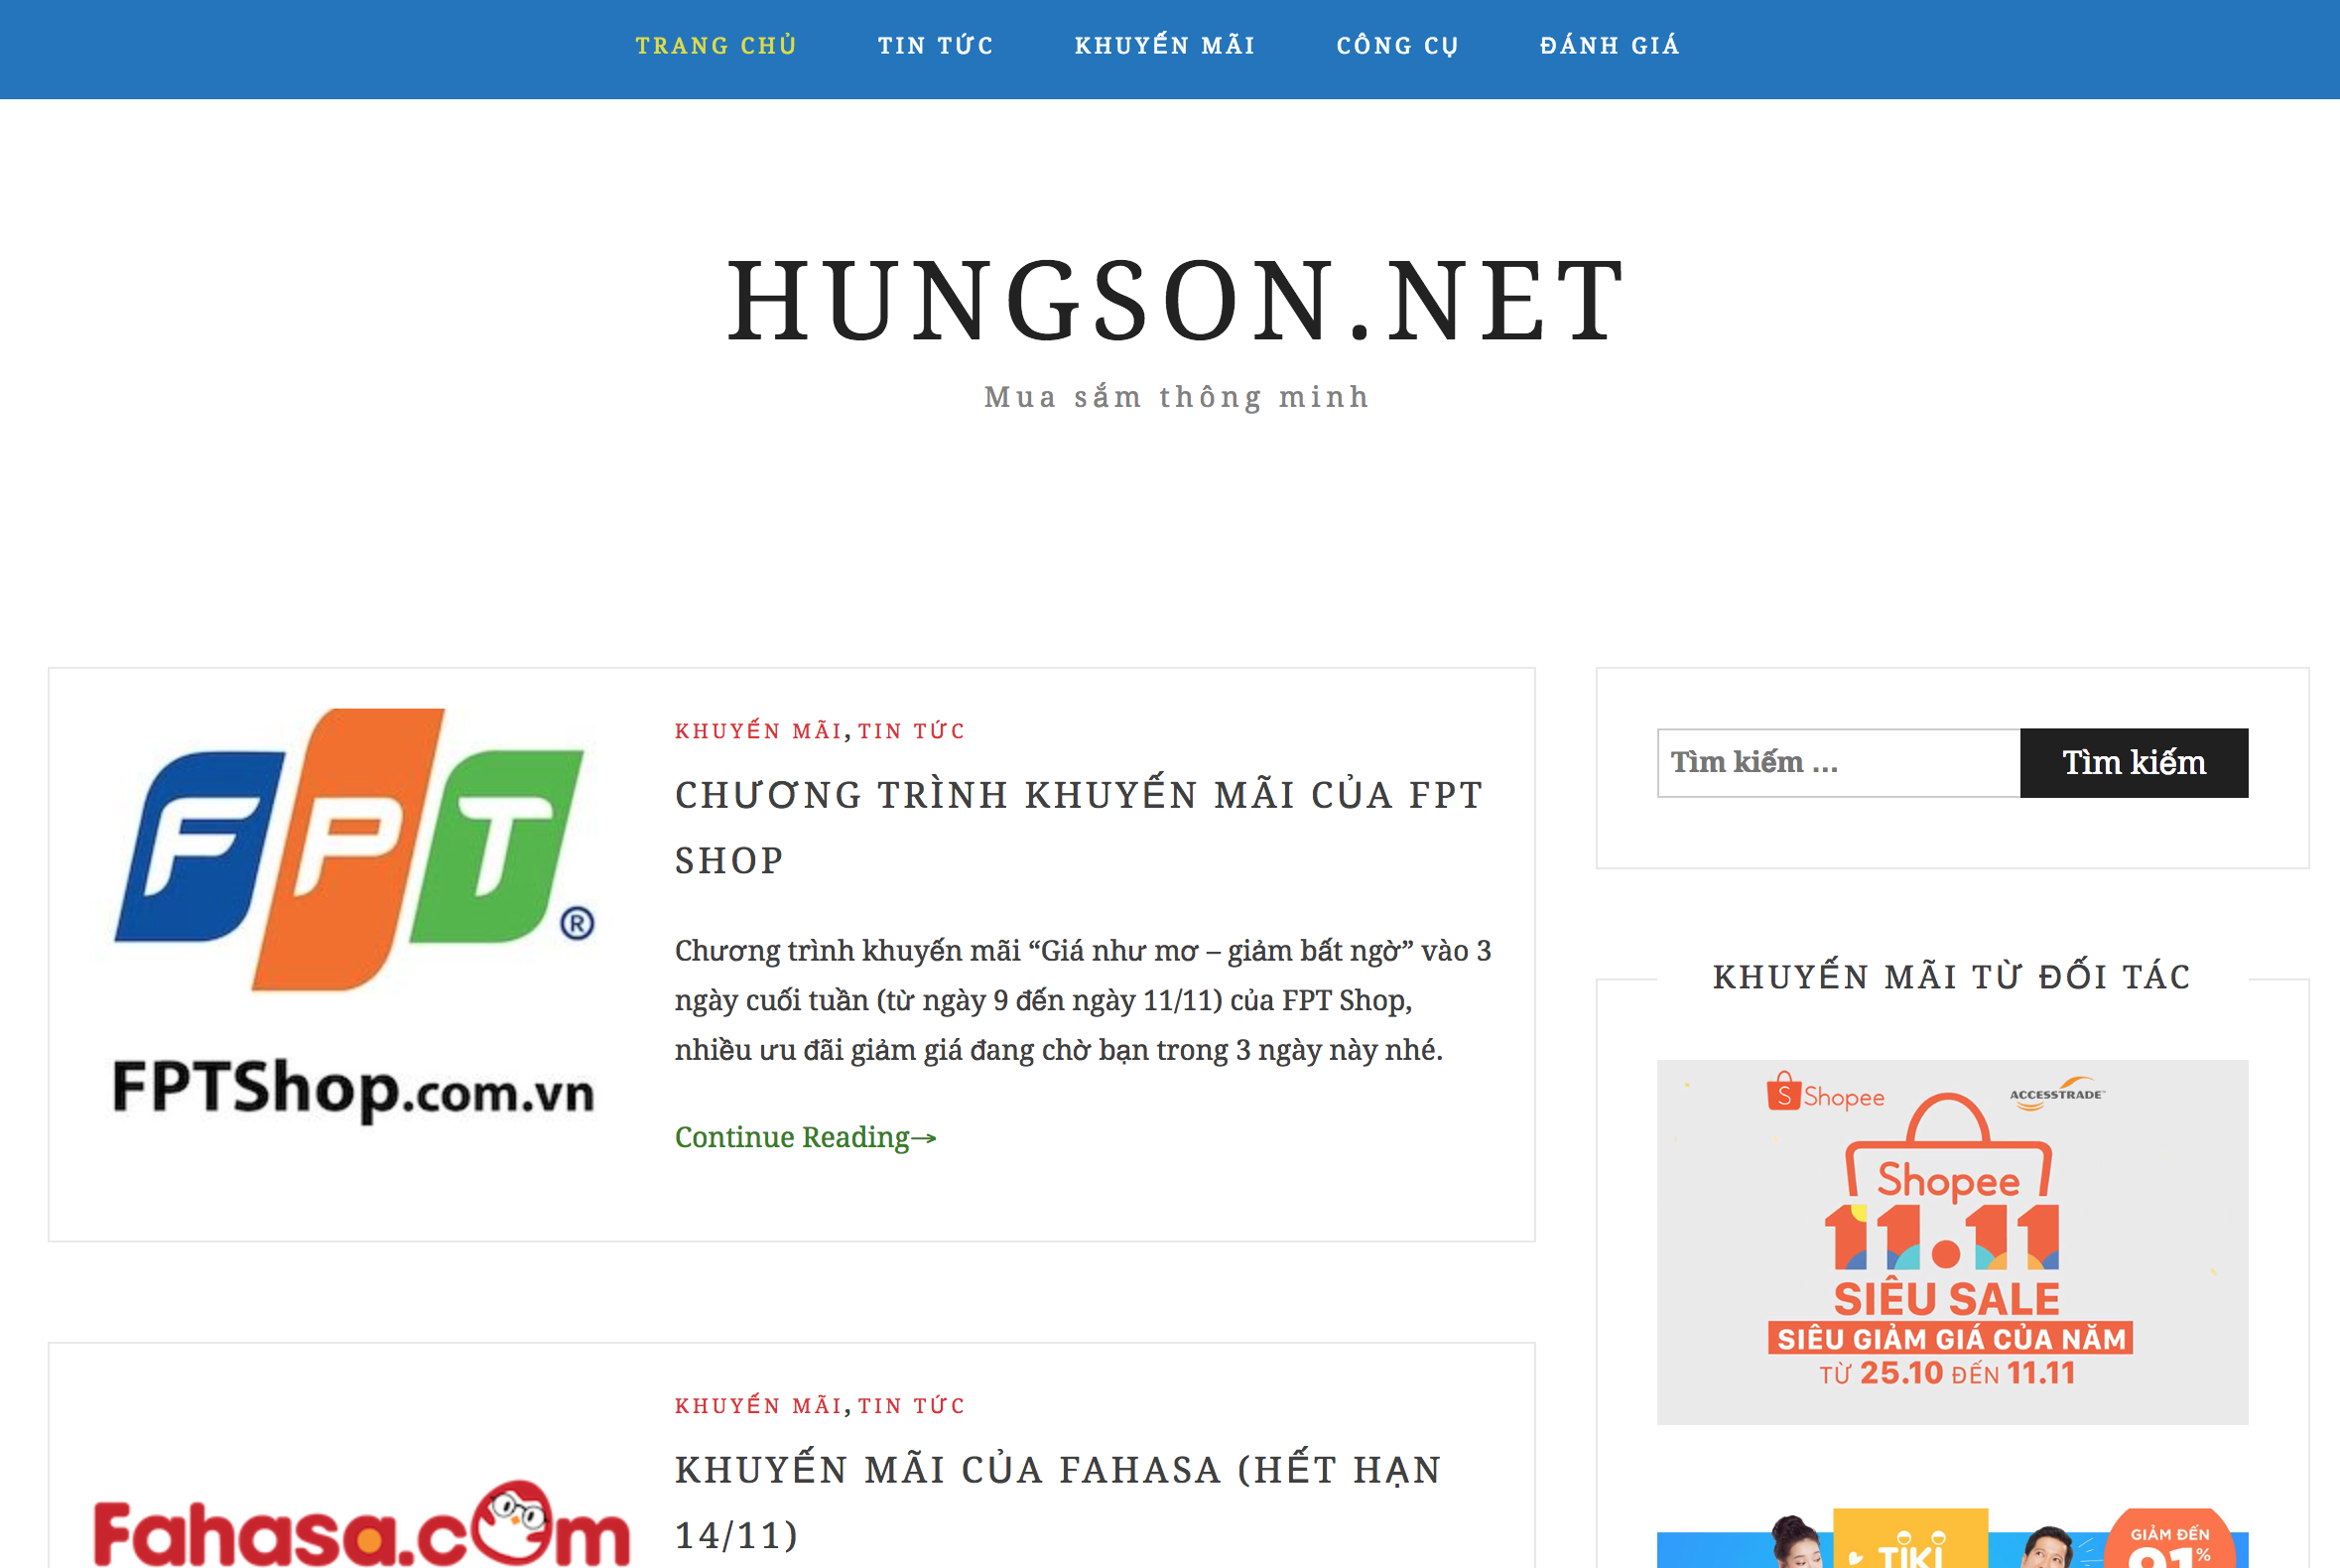 TRANG CHỦ TIN TỨC KHUYẾN MÃI CÔNG CỤ ĐÁNH GIÁ
HUNGSON.NET
Mua sắm thông minh
FPT®
FPTShop.com.vn
KHUYẾN MÃI, TIN TỨC
CHƯƠNG TRÌNH KHUYẾN MÃI CỦA FPT
SHOP
Chương trình khuyến mãi “Giá như mơ – giảm bất ngờ” vào 3
ngày cuối tuần (từ ngày 9 đến ngày 11/11) của FPT Shop,
nhiều ưu đãi giảm giá đang chờ bạn trong 3 ngày này nhé.
Continue Reading→
Fahasa.com
KHUYẾN MÃI, TIN TỨC
KHUYẾN MÃI CỦA FAHASA (HẾT HẠN
14/11)
Tìm kiếm ... Tìm kiếm
KHUYẾN MÃI TỪ ĐỐI TÁC
Shopee ACCESSTRADE™
Shopee
11.11
SIÊU SALE
SIÊU GIẢM GIÁ CỦA NĂM
TỪ 25.10 ĐẾN 11.11
TIKI
GIẢM ĐẾN
91%